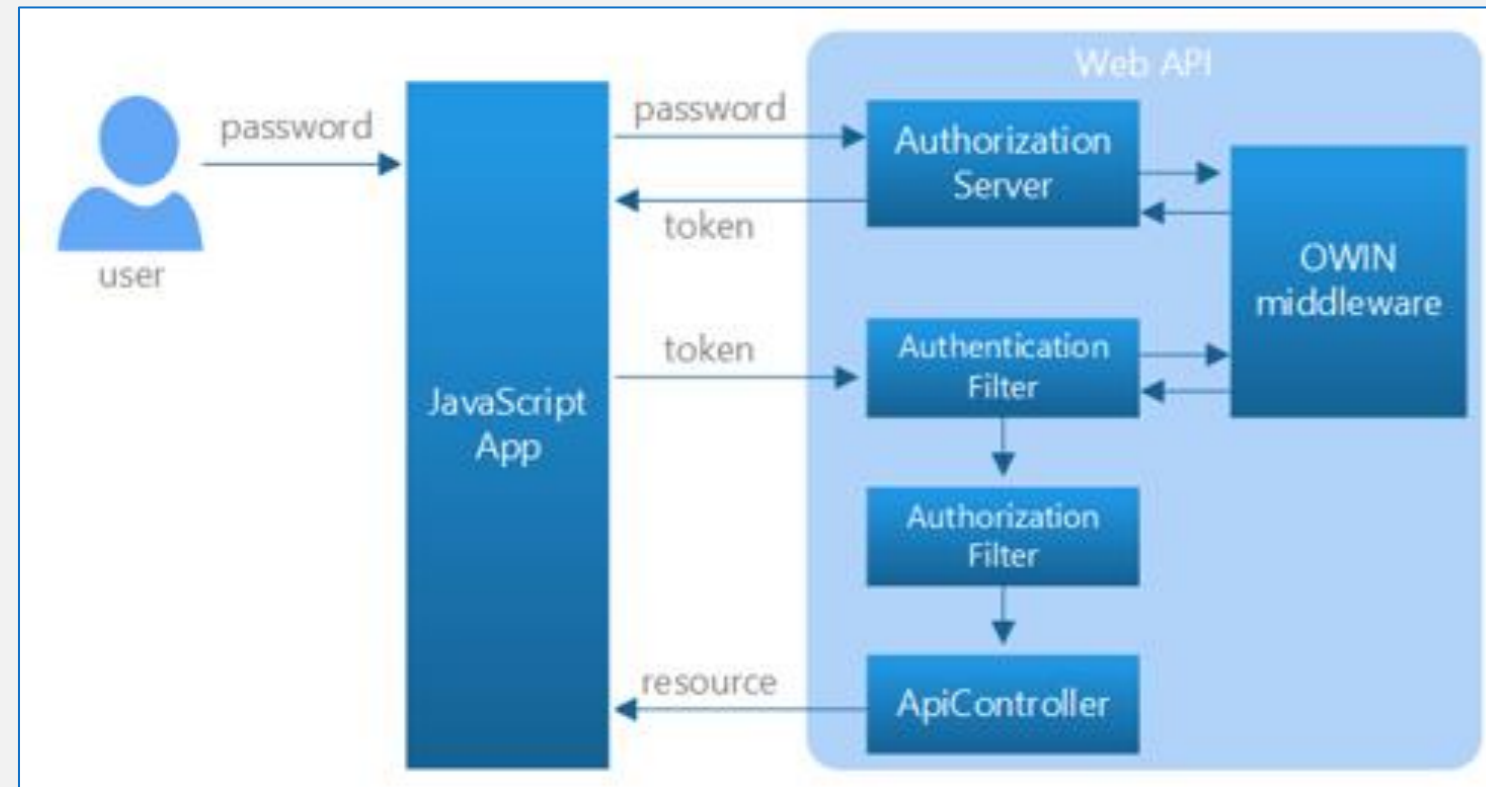 Web API
password
password
Authorization
Server
token
user
OWIN
middleware
token
Authentication
Filter
JavaScript
App
Authorization
Filter
resource
ApiController